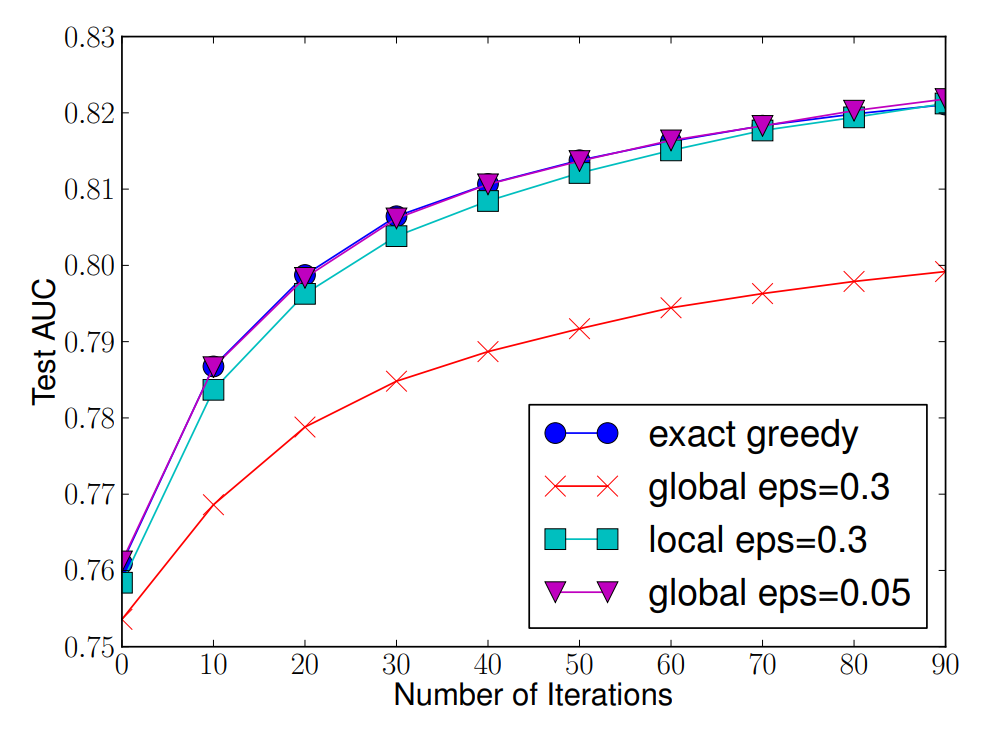 0.83
0.82
0.81
0.80
0.79
0.78
0.77
0.76
0.75
Test AUC
exact greedy
global eps=0.3
local eps=0.3
global eps=0.05
0 10 20 30 40 50 60 70 80 90
Number of Iterations